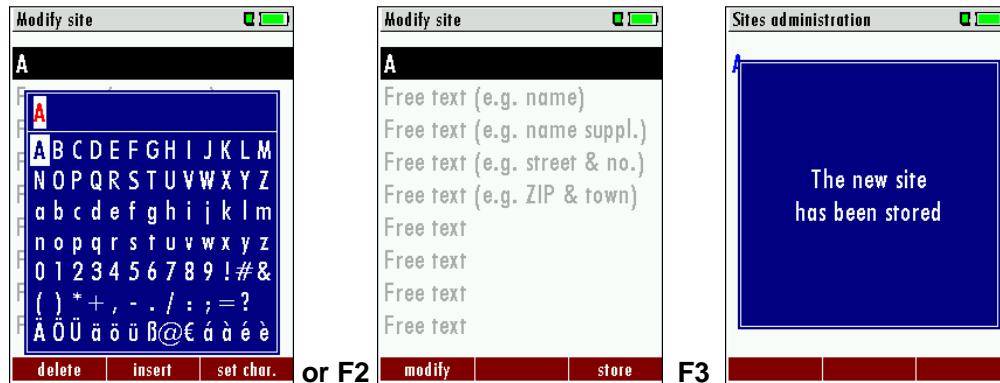 Modify site
A
A
A B C D E F G H I J K L M
N O P Q R S T U V W X Y Z
a b c d e f g h i j k l m
n o p q r s t u v w x y z
0 1 2 3 4 5 6 7 8 9 ! # &
( ) * + , - . / : ; = ?
Ä Ö Ü ä ö ü ß @ € á à é è
delete insert set char.
or F2
Modify site
A
Free text (e.g. name)
Free text (e.g. name suppl.)
Free text (e.g. street & no.)
Free text (e.g. ZIP & town)
Free text
Free text
Free text
Free text
modify store
F3
Sites administration
A
The new site
has been stored